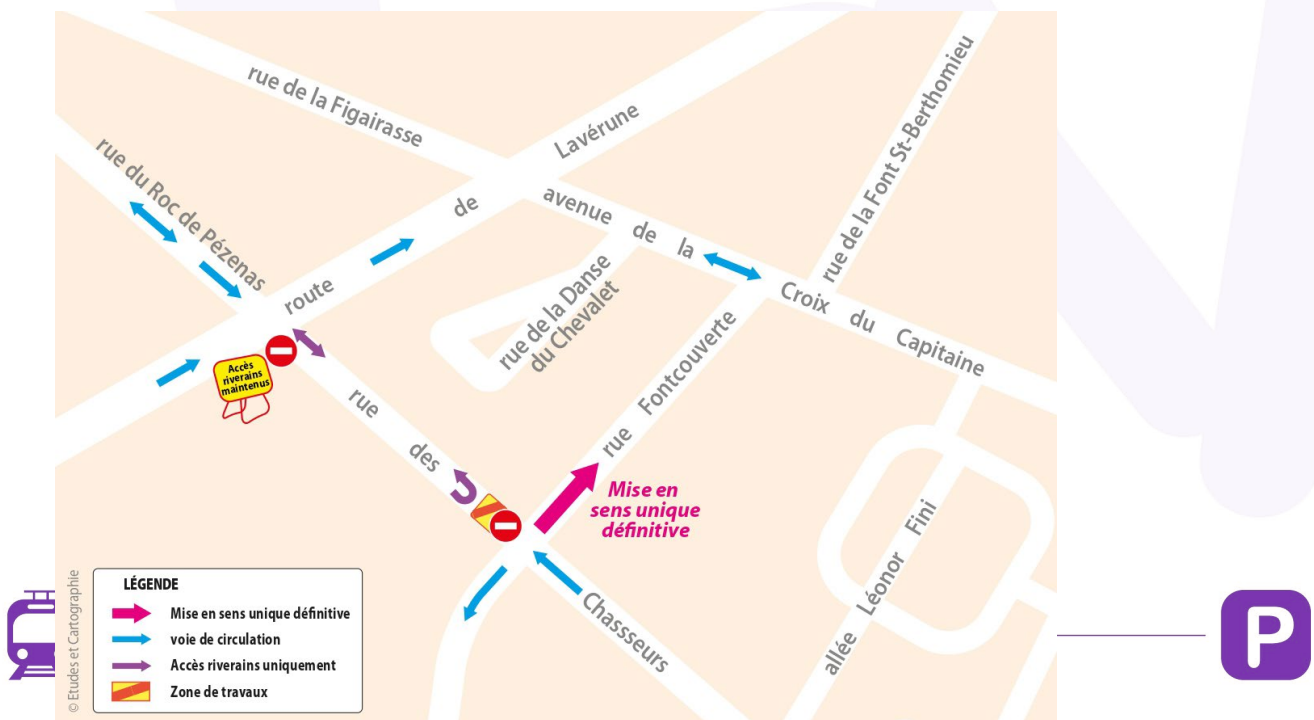 rue de la Figairasse
Lavérune
de
route
rue du Roc de Pézenas
avenue de la
Croix du Capitaine
rue de la Font St-Berthomieu
rue de la Danse
du Chevalet
rue Fontcouverte
Accès
riverains
maintenus
rue des
Chassseurs
Mise en
sens unique
définitive
allée Léonor Fini
© Etudes et Cartographie
LÉGENDE
Mise en sens unique définitive
voie de circulation
Accès riverains uniquement
Zone de travaux
P